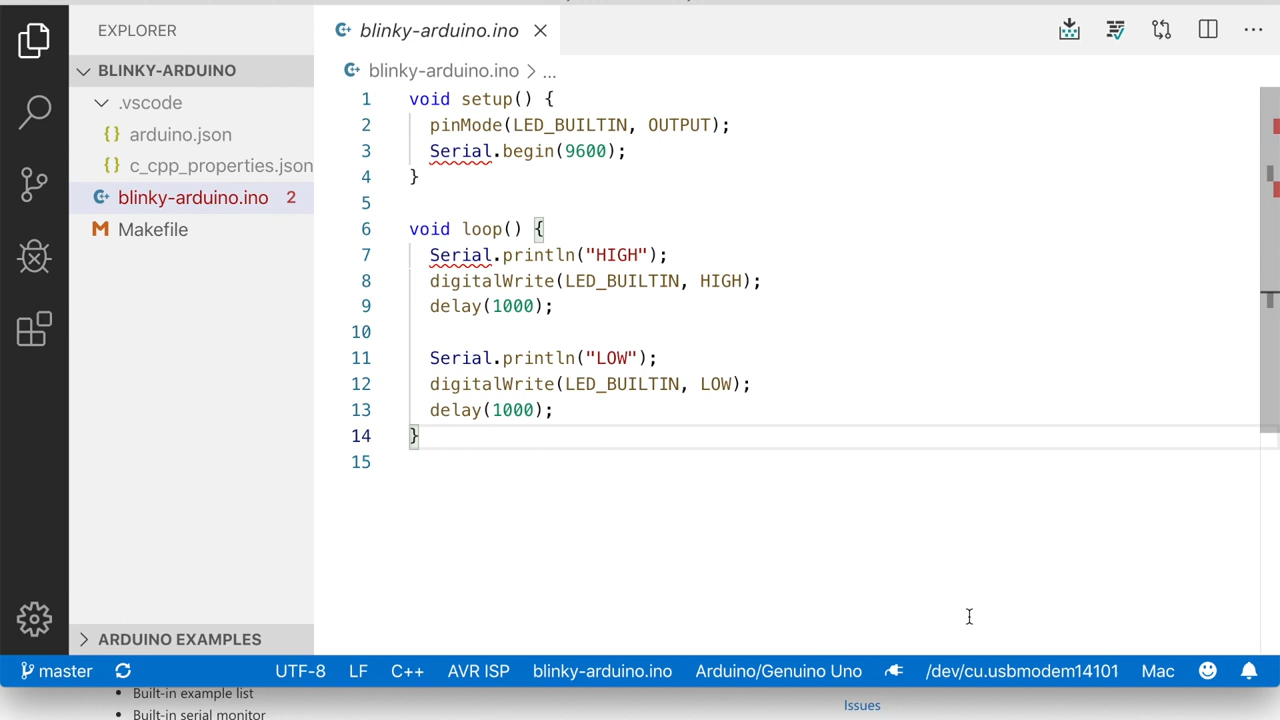 EXPLORER
BLINKY-ARDUINO
.vscode
{} arduino.json
{} c_cpp_properties.json
blinky-arduino.ino 2
M Makefile
ARDUINO EXAMPLES
blinky-arduino.ino
blinky-arduino.ino > ...
1 void setup() {
2 pinMode(LED_BUILTIN, OUTPUT);
3 Serial.begin(9600);
4 }
5
6 void loop() {
7 Serial.println("HIGH");
8 digitalWrite(LED_BUILTIN, HIGH);
9 delay(1000);
10
11 Serial.println("LOW");
12 digitalWrite(LED_BUILTIN, LOW);
13 delay(1000);
14 }
15
master UTF-8 LF C++ AVR ISP blinky-arduino.ino Arduino/Genuino Uno /dev/cu.usbmodem14101 Mac
• Built-in example list
• Built-in serial monitor
Issues